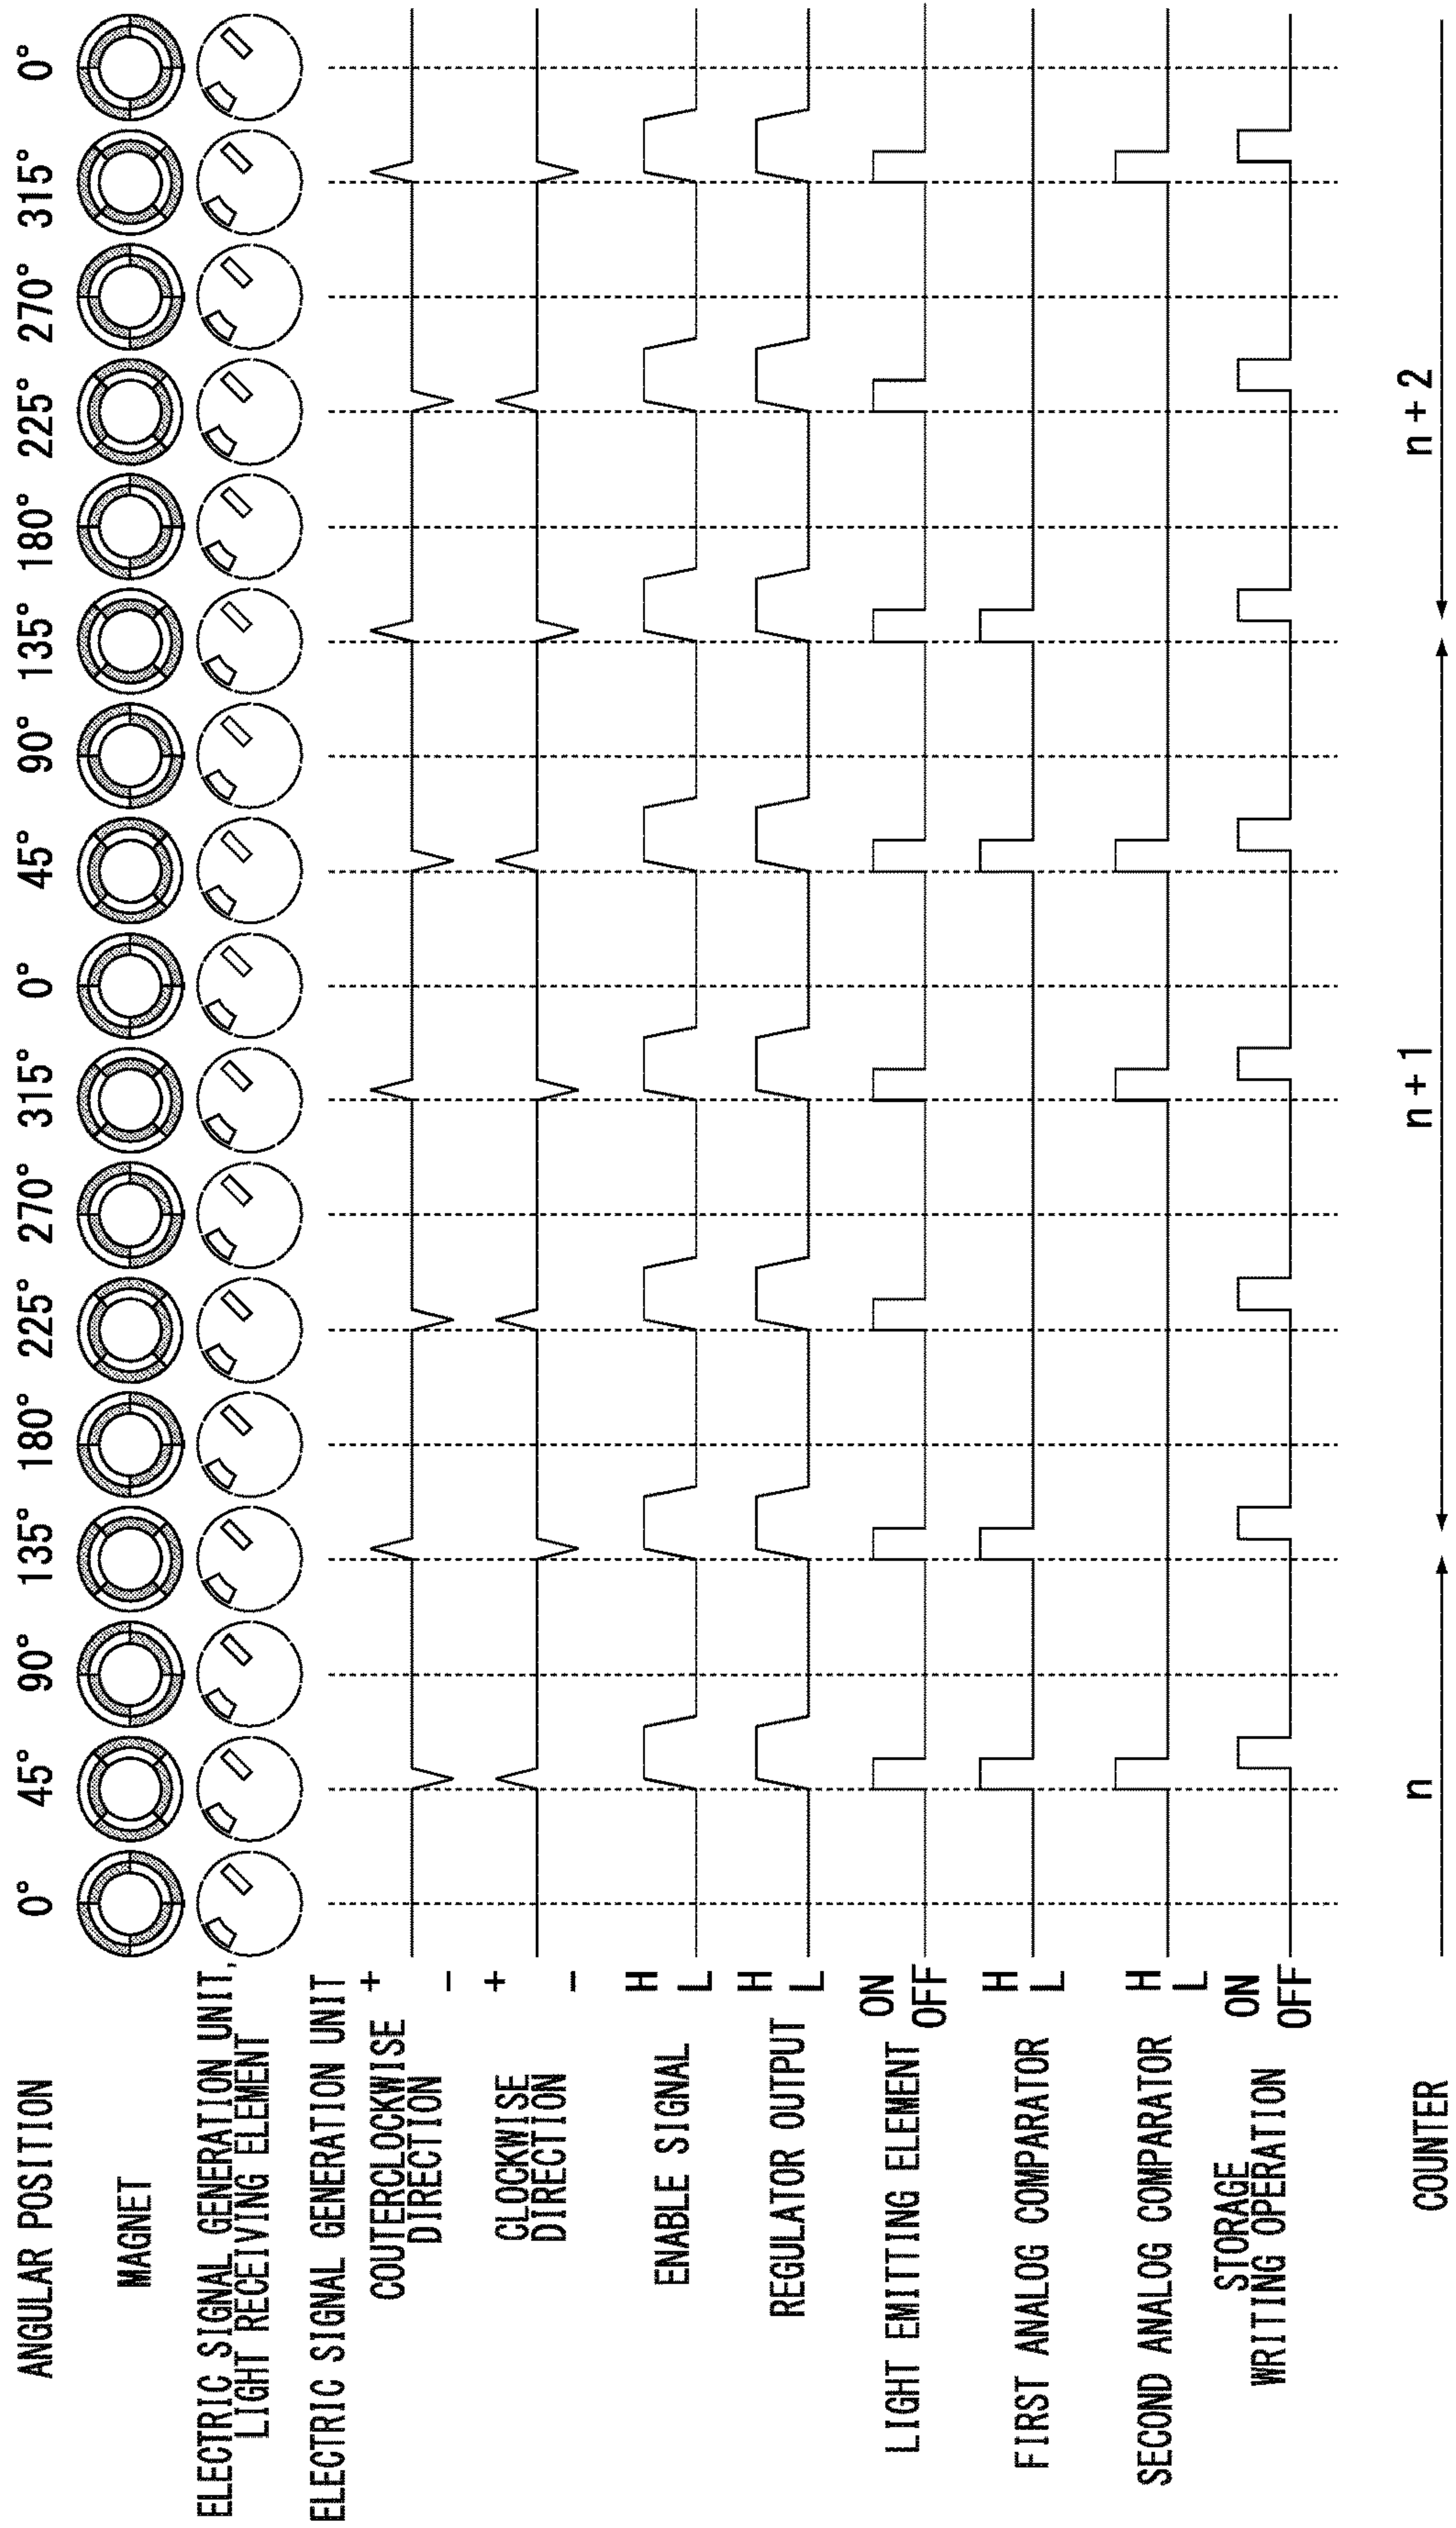 ANGULAR POSITION 0° 45° 90° 135° 180° 225° 270° 315° 0° 45° 90° 135° 180° 225° 270° 315° 0°
MAGNET
ELECTRIC SIGNAL GENERATION UNIT,
LIGHT RECEIVING ELEMENT
ELECTRIC SIGNAL GENERATION UNIT
COUTERCLOCKWISE
DIRECTION
+
-
CLOCKWISE
DIRECTION
+
-
ENABLE SIGNAL
H
L
REGULATOR OUTPUT
H
L
LIGHT EMITTING ELEMENT
ON
OFF
FIRST ANALOG COMPARATOR
H
L
SECOND ANALOG COMPARATOR
H
L
STORAGE
WRITING OPERATION
ON
OFF
COUNTER n n+1 n+2